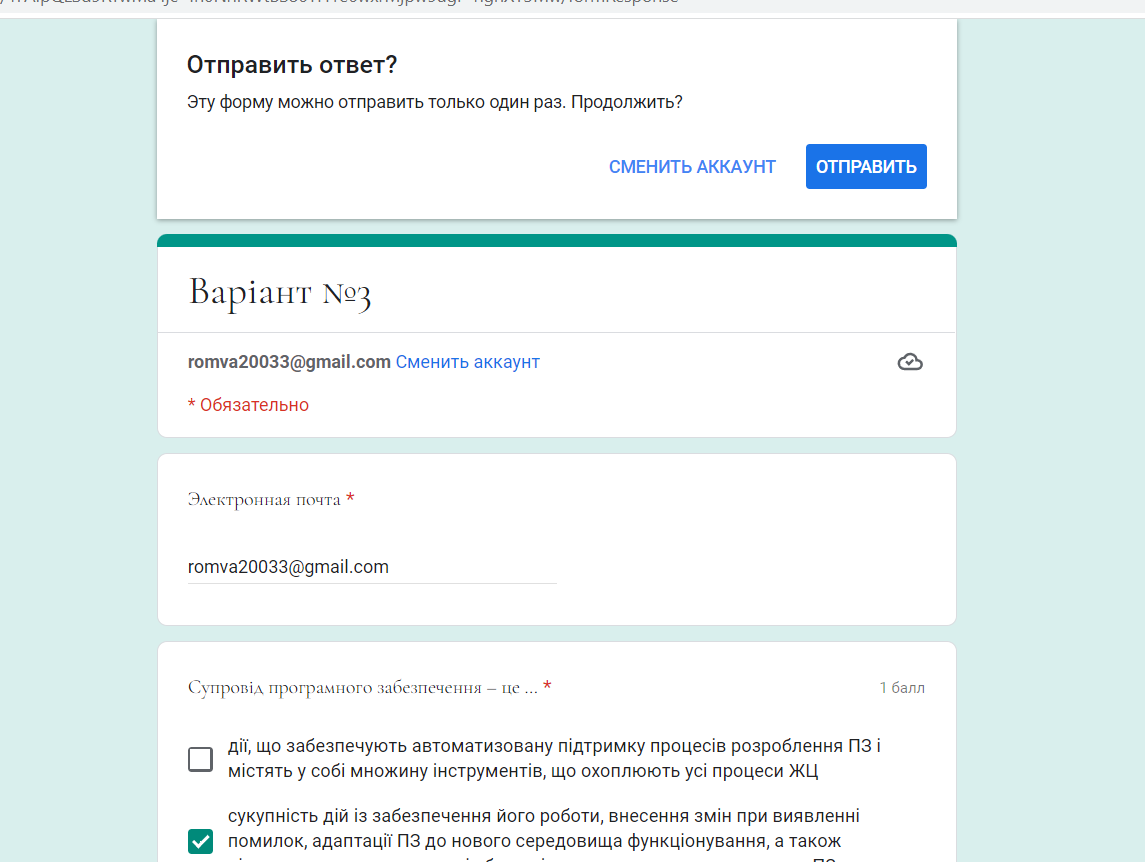 Отправить ответ?
Эту форму можно отправить только один раз. Продолжить?
СМЕНИТЬ АККАУНТ
ОТПРАВИТЬ
Варіант №3
romva20033@gmail.com Сменить аккаунт
* Обязательно
Электронная почта *
romva20033@gmail.com
Супровід програмного забезпечення – це ... *
1 балл
дії, що забезпечують автоматизовану підтримку процесів розроблення ПЗ і
містять у собі множину інструментів, що охоплюють усі процеси ЖЦ
сукупність дій із забезпечення його роботи, внесення змін при виявленні
помилок, адаптації ПЗ до нового середовища функціонування, а також